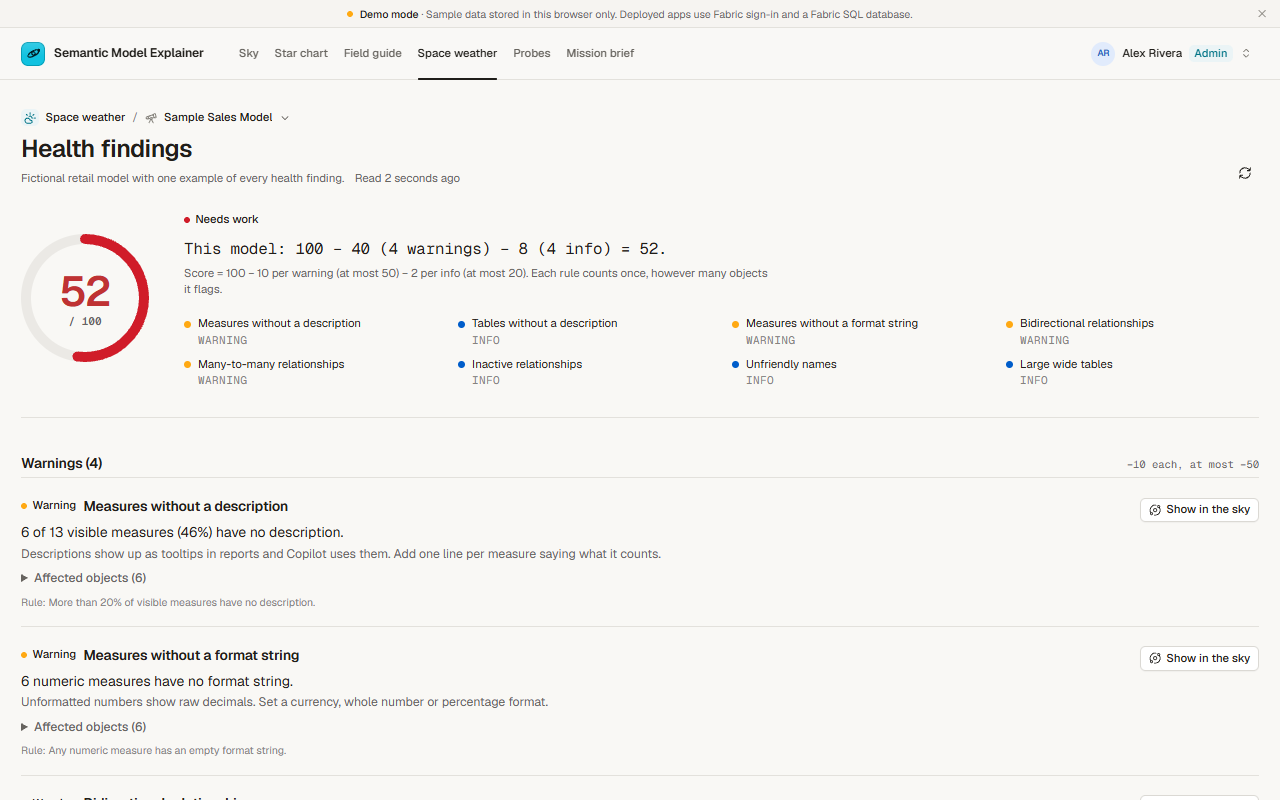 Demo mode · Sample data stored in this browser only. Deployed apps use Fabric sign-in and a Fabric SQL database.
Semantic Model Explainer
Sky
Star chart
Field guide
Space weather
Probes
Mission brief
AR
Alex Rivera
Admin
Space weather / Sample Sales Model
Health findings
Fictional retail model with one example of every health finding. Read 2 seconds ago
52
/ 100
Needs work
This model: 100 − 40 (4 warnings) − 8 (4 info) = 52.
Score = 100 − 10 per warning (at most 50) − 2 per info (at most 20). Each rule counts once, however many objects
it flags.
Measures without a description
WARNING
Tables without a description
INFO
Measures without a format string
WARNING
Bidirectional relationships
WARNING
Many-to-many relationships
WARNING
Inactive relationships
INFO
Unfriendly names
INFO
Large wide tables
INFO
Warnings (4)
−10 each, at most −50
Warning Measures without a description
Show in the sky
6 of 13 visible measures (46%) have no description.
Descriptions show up as tooltips in reports and Copilot uses them. Add one line per measure saying what it counts.
Affected objects (6)
Rule: More than 20% of visible measures have no description.
Warning Measures without a format string
Show in the sky
6 numeric measures have no format string.
Unformatted numbers show raw decimals. Set a currency, whole number or percentage format.
Affected objects (6)
Rule: Any numeric measure has an empty format string.